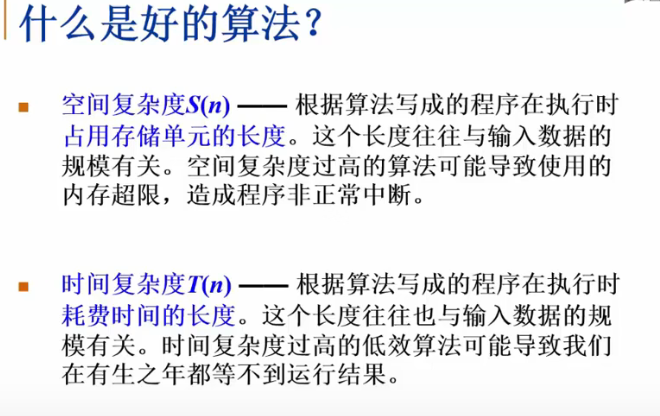 什么是好的算法？
空间复杂度S(n) —— 根据算法写成的程序在执行时
占用存储单元的长度。这个长度往往与输入数据的
规模有关。空间复杂度过高的算法可能导致使用的
内存超限，造成程序非正常中断。
时间复杂度T(n) —— 根据算法写成的程序在执行时
耗费时间的长度。这个长度往往也与输入数据的规
模有关。时间复杂度过高的低效算法可能导致我们
在有生之年都等不到运行结果。